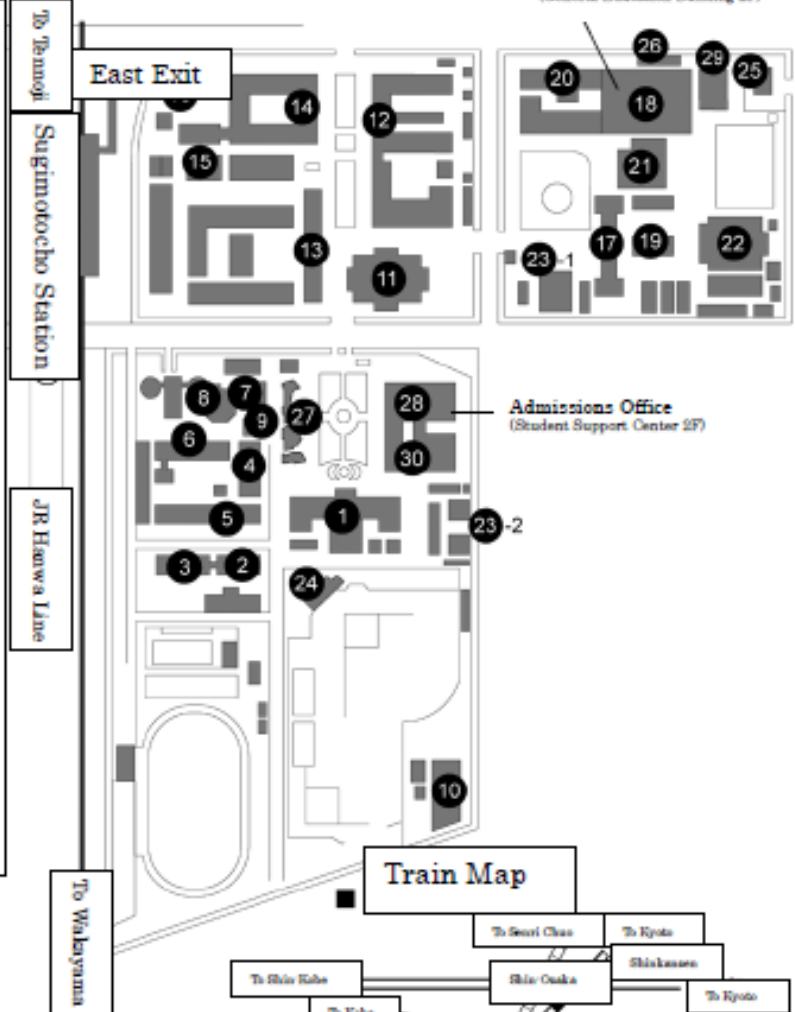 To Tennoji
East Exit
26
29
25
20
18
14
12
15
21
Sugimotocho Station
17
19
22
13
23-1
11
8
7
9
27
28
Admissions Office
(Student Support Center 2F)
6
4
30
5
1
23-2
JR Hanwa Line
3
2
24
10
Train Map
To Wakayama
To Senri Chuo
To Kyoto
Shinkansen
To Shin Kobe
Shin Osaka
To Kyoto
To Kobe